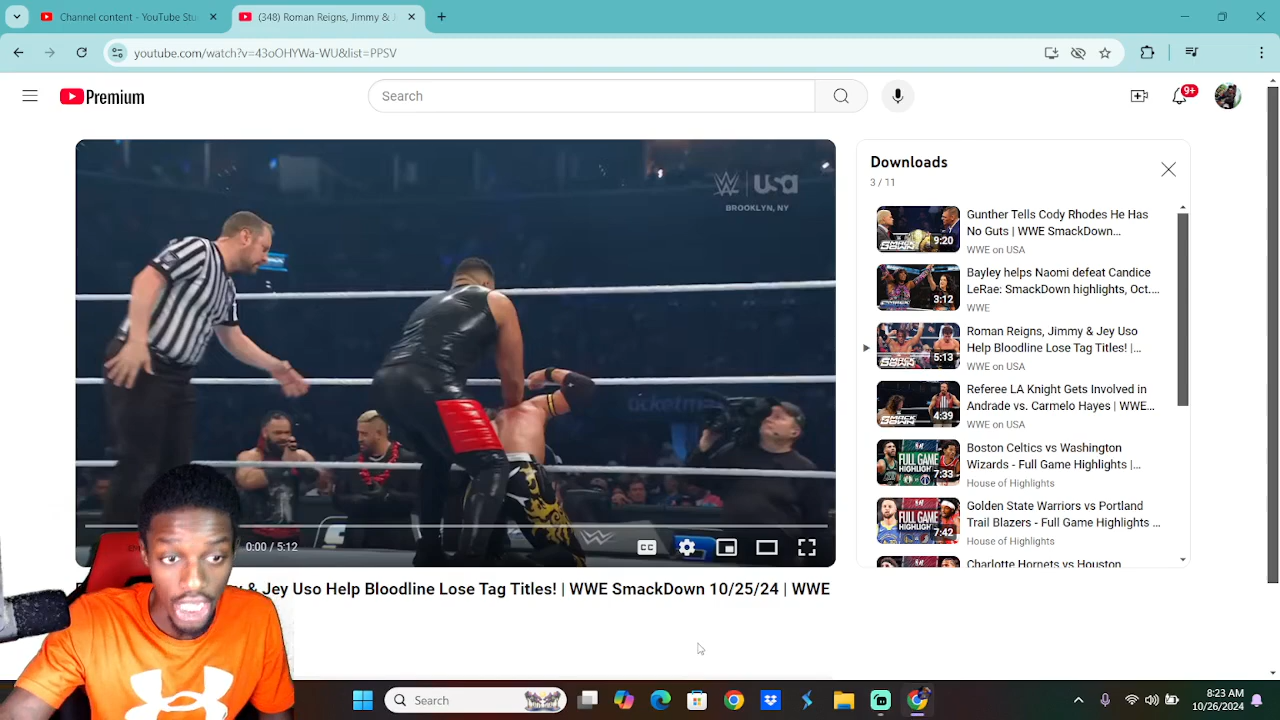 Channel content - YouTube Stu
(348) Roman Reigns, Jimmy & J
youtube.com/watch?v=43oOHYWa-WU&list=PPSV
Premium
Search
9+
USA
BROOKLYN, NY
0:00 / 5:12
CC
& Jey Uso Help Bloodline Lose Tag Titles! | WWE SmackDown 10/25/24 | WWE
Downloads
3 / 11
9:20
Gunther Tells Cody Rhodes He Has
No Guts | WWE SmackDown...
WWE on USA
3:12
Bayley helps Naomi defeat Candice
LeRae: SmackDown highlights, Oct....
WWE
5:13
Roman Reigns, Jimmy & Jey Uso
Help Bloodline Lose Tag Titles! |...
WWE on USA
4:39
Referee LA Knight Gets Involved in
Andrade vs. Carmelo Hayes | WWE...
WWE on USA
FULL GAME
HIGHLIGHTS
7:33
Boston Celtics vs Washington
Wizards - Full Game Highlights |...
House of Highlights
FULL GAME
HIGHLIGHTS
7:42
Golden State Warriors vs Portland
Trail Blazers - Full Game Highlights ...
House of Highlights
Charlotte Hornets vs Houston
Search
8:23 AM
10/26/2024